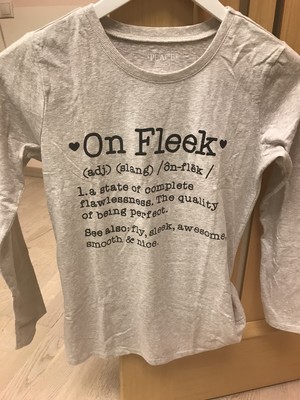 ♥On Fleek♥
(adj) (slang) /ôn-flēk/
1. a state of complete
flawlessness. The quality
of being perfect.
See also; fly, sleek, awesome,
smooth & nice.